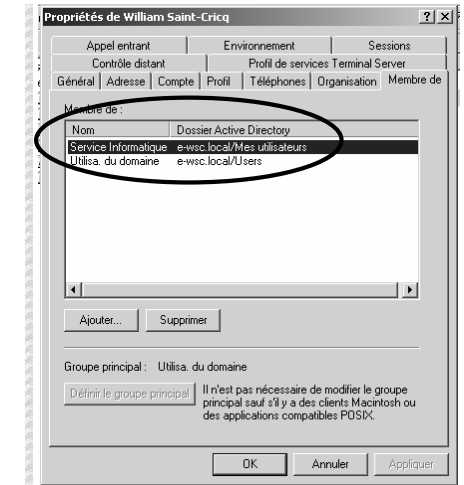 Propriétés de William Saint-Cricq
Appel entrant Environnement Sessions
Contrôle distant Profil de services Terminal Server
Général Adresse Compte Profil Téléphones Organisation Membre de
Membre de :
Nom Dossier Active Directory
Service Informatique e-wsc.local/Mes utilisateurs
Utilisa. du domaine e-wsc.local/Users
Ajouter... Supprimer
Groupe principal : Utilisa. du domaine
Définir le groupe principal
Il n'est pas nécessaire de modifier le groupe
principal sauf s'il y a des clients Macintosh ou
des applications compatibles POSIX.
OK Annuler Appliquer